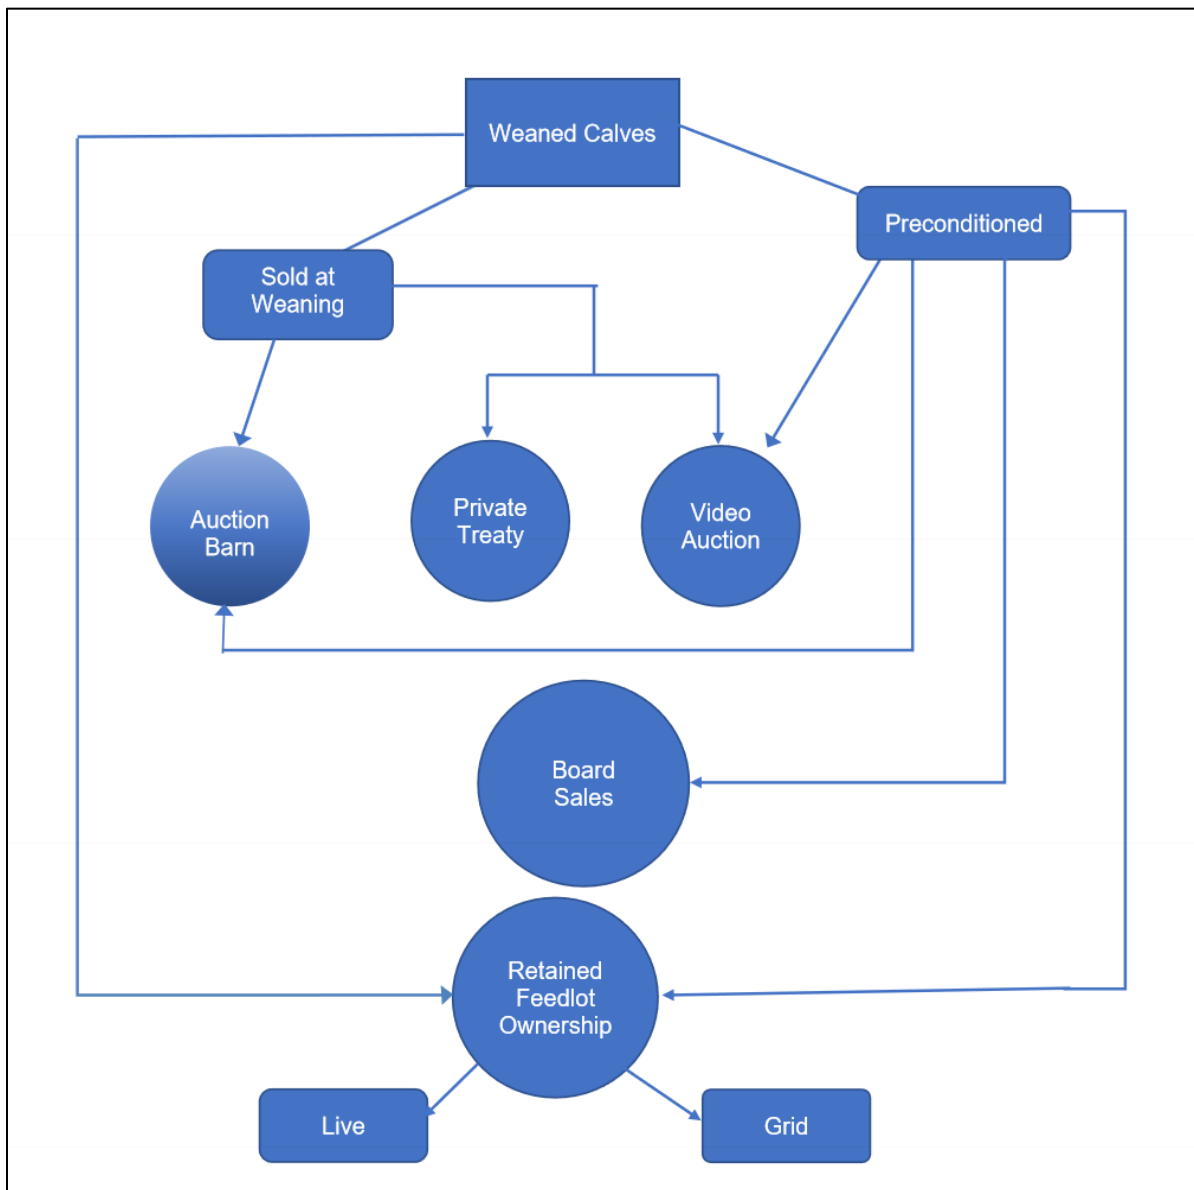 Weaned Calves
Preconditioned
Sold at
Weaning
Auction
Barn
Private
Treaty
Video
Auction
Board
Sales
Retained
Feedlot
Ownership
Live
Grid